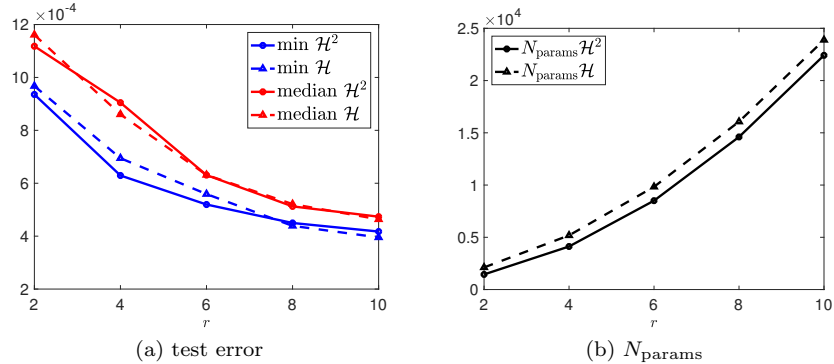 ×10⁻⁴
12
10
8
6
4
2
2 4 6 8 10
r
min ℋ²
min ℋ
median ℋ²
median ℋ
(a) test error
×10⁴
2.5
2
1.5
1
0.5
0
2 4 6 8 10
r
N_params ℋ²
N_params ℋ
(b) N_params